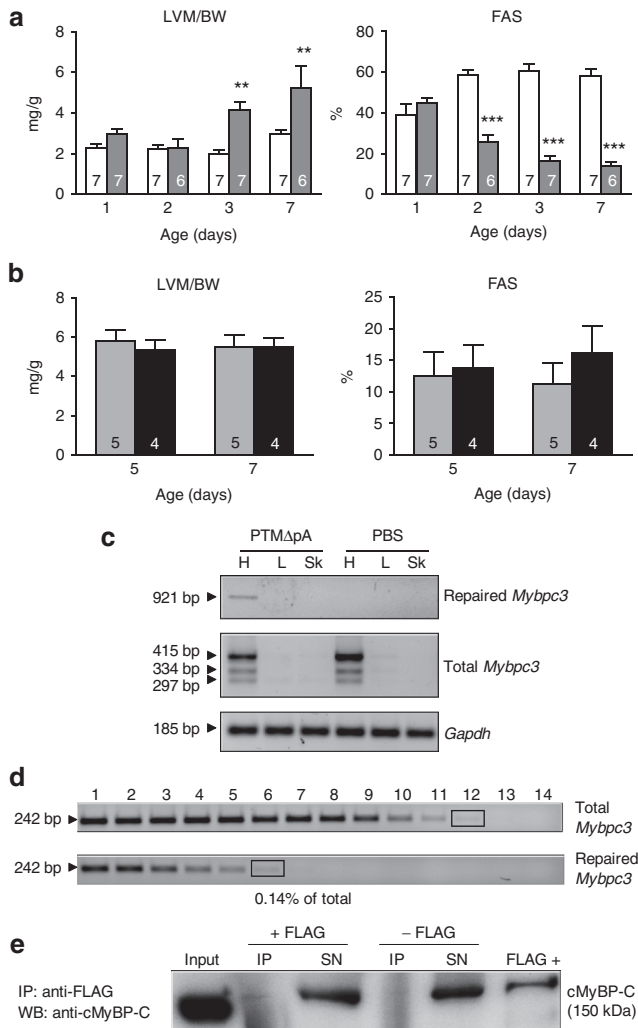 a
LVM/BW
FAS
8
6
4
2
0
mg/g
**
**
7 7 7 6 7 7 7 6
1 2 3 7
Age (days)
80
60
40
20
0
%
***
***
***
7 7 7 6 7 7 7 6
1 2 3 7
Age (days)
b
LVM/BW
FAS
8
6
4
2
0
mg/g
5 4 5 4
5 7
Age (days)
25
20
15
10
5
0
%
5 4 5 4
5 7
Age (days)
c
PTMΔpA PBS
H L Sk H L Sk
921 bp
Repaired Mybpc3
415 bp
334 bp
297 bp
Total Mybpc3
185 bp
Gapdh
d
1 2 3 4 5 6 7 8 9 10 11 12 13 14
242 bp
Total
Mybpc3
242 bp
Repaired
Mybpc3
0.14% of total
e
+ FLAG – FLAG
Input IP SN IP SN FLAG +
IP: anti-FLAG
WB: anti-cMyBP-C
cMyBP-C
(150 kDa)